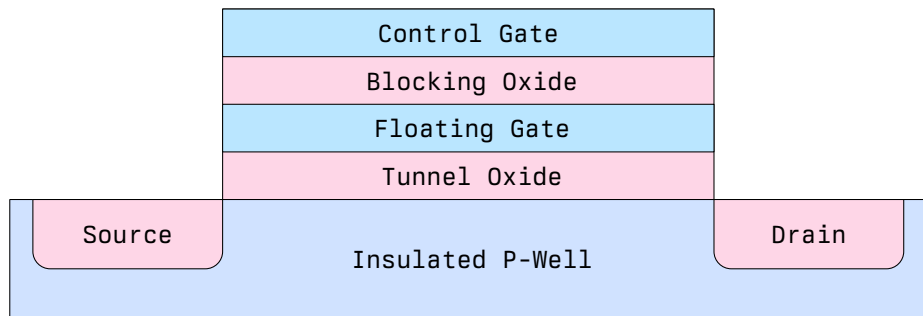 Control Gate
Blocking Oxide
Floating Gate
Tunnel Oxide
Source
Drain
Insulated P-Well